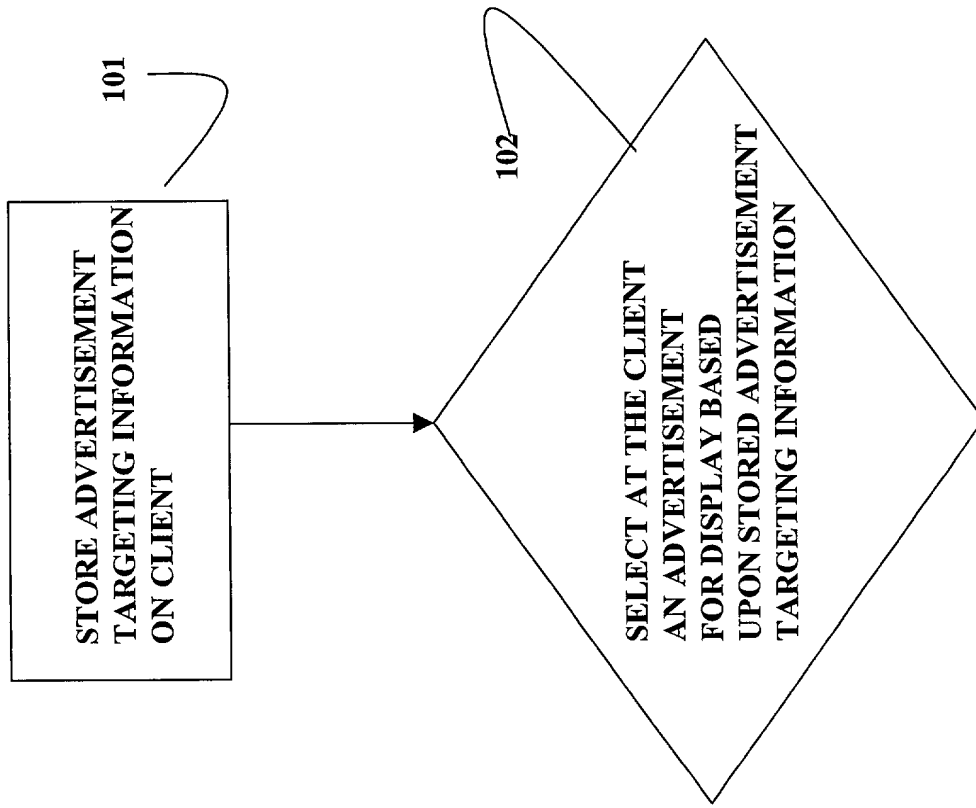 STORE ADVERTISEMENT
TARGETING INFORMATION
ON CLIENT
101
SELECT AT THE CLIENT
AN ADVERTISEMENT
FOR DISPLAY BASED
UPON STORED ADVERTISEMENT
TARGETING INFORMATION
102